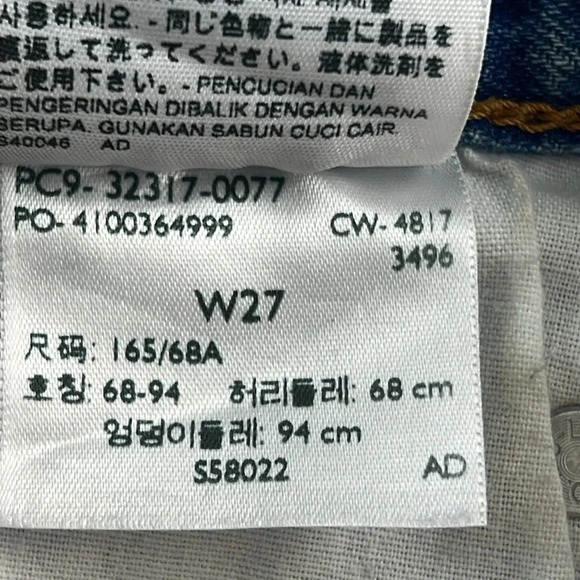 사용하세요. - 同じ色物と一緒に製品を
裏返して洗ってください。液体洗剤を
ご使用下さい。- PENCUCIAN DAN
PENGERINGAN DIBALIK DENGAN WARNA
SERUPA. GUNAKAN SABUN CUCI CAIR.
S40046 AD
PC9- 32317-0077
PO- 4100364999 CW- 4817
3496
W27
尺码: 165/68A
호칭: 68-94 허리둘레: 68 cm
엉덩이둘레: 94 cm
S58022 AD